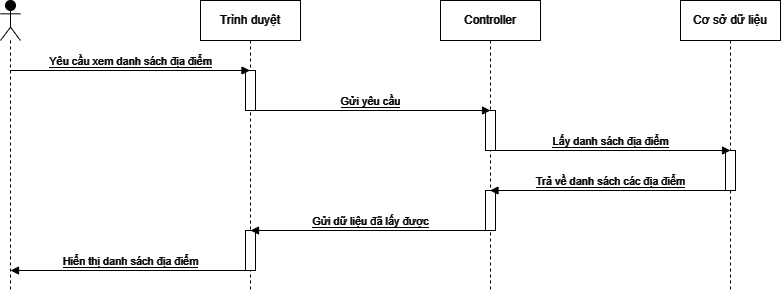 Trình duyệt
Controller
Cơ sở dữ liệu
Yêu cầu xem danh sách địa điểm
Gửi yêu cầu
Lấy danh sách địa điểm
Trả về danh sách các địa điểm
Gửi dữ liệu đã lấy được
Hiển thị danh sách địa điểm